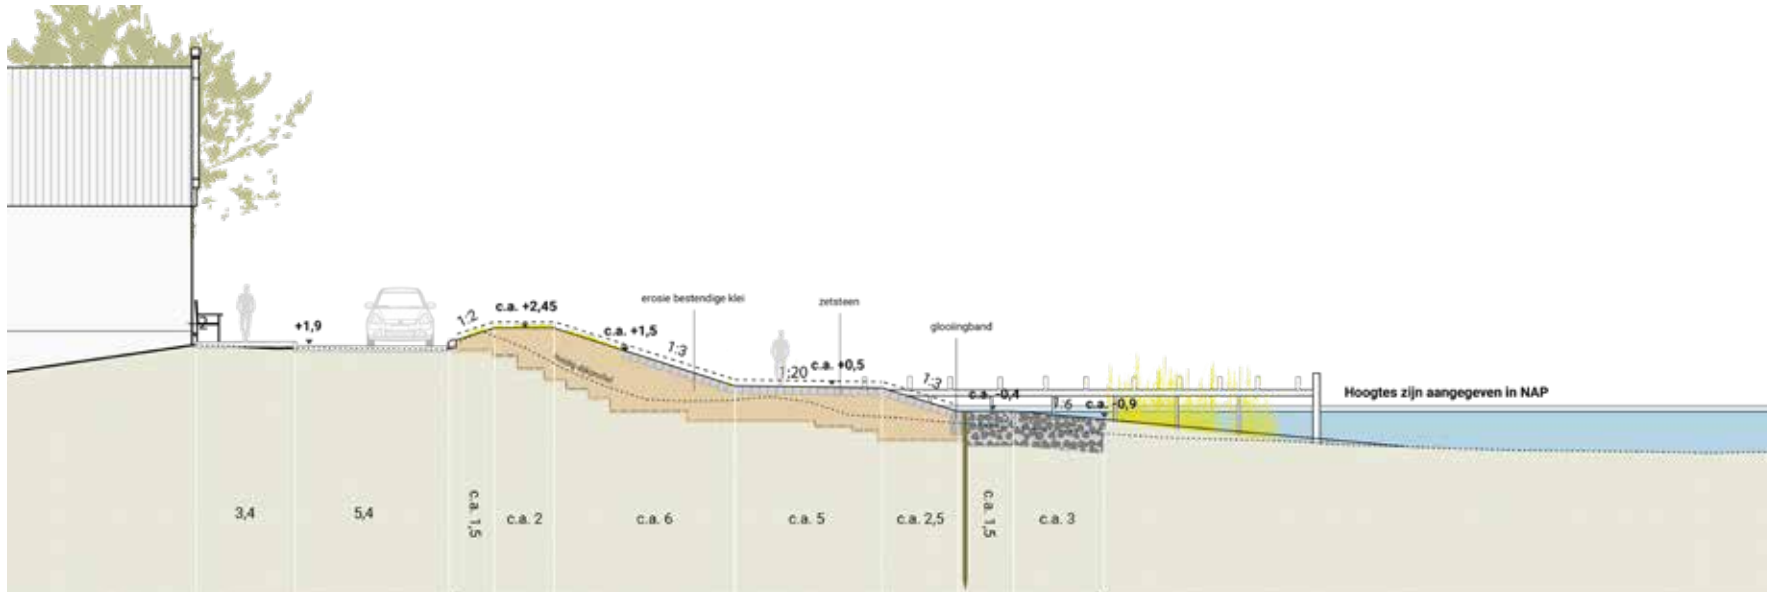 c.a. +2,45
1:2
erosie bestendige klei
zetsteen
+1,9
c.a. +1,5
glooiingband
1:3
1:20
c.a. +0,5
1:3
c.a. -0,4
1:6
c.a. -0,9
Hoogtes zijn aangegeven in NAP
2
3,4
5,4
c.a. 1,5
c.a. 2
c.a. 6
c.a. 5
c.a. 2,5
c.a. 1,5
c.a. 3